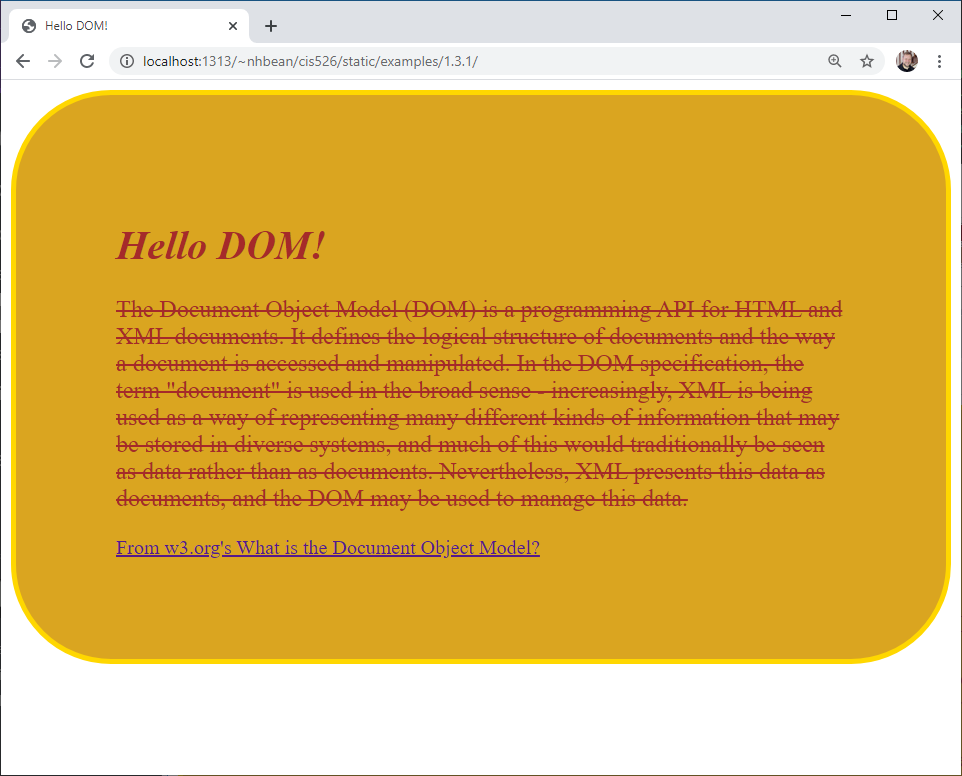 Hello DOM!
localhost:1313/~nhbean/cis526/static/examples/1.3.1/
Hello DOM!
The Document Object Model (DOM) is a programming API for HTML and
XML documents. It defines the logical structure of documents and the way
a document is accessed and manipulated. In the DOM specification, the
term "document" is used in the broad sense - increasingly, XML is being
used as a way of representing many different kinds of information that may
be stored in diverse systems, and much of this would traditionally be seen
as data rather than as documents. Nevertheless, XML presents this data as
documents, and the DOM may be used to manage this data.
From w3.org's What is the Document Object Model?